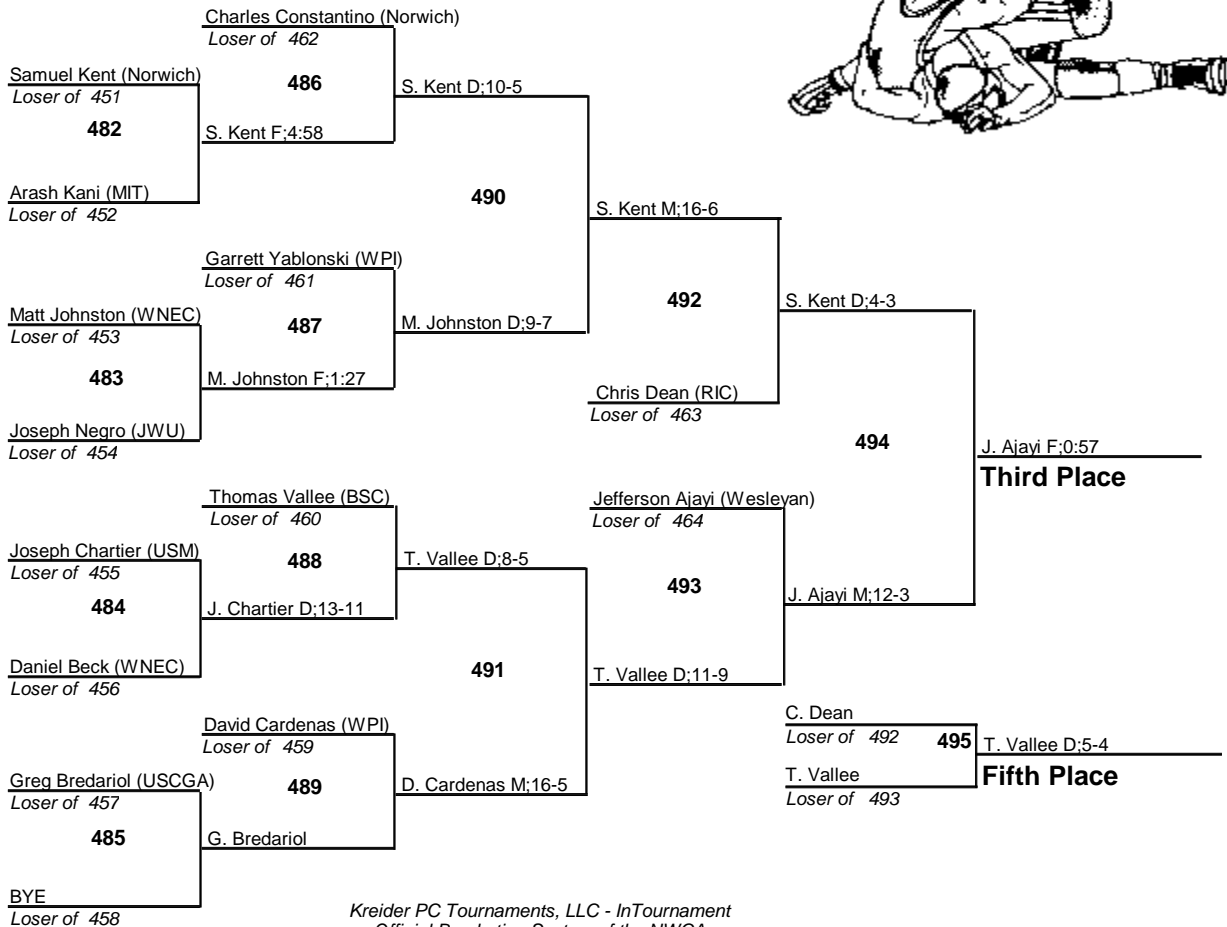 Charles Constantino (Norwich)
Loser of 462
Samuel Kent (Norwich)
Loser of 451
486
S. Kent D;10-5
482
S. Kent F;4:58
Arash Kani (MIT)
Loser of 452
490
S. Kent M;16-6
Garrett Yablonski (WPI)
Loser of 461
Matt Johnston (WNEC)
Loser of 453
487
M. Johnston D;9-7
492
S. Kent D;4-3
483
M. Johnston F;1:27
Chris Dean (RIC)
Loser of 463
Joseph Negro (JWU)
Loser of 454
494
J. Ajayi F;0:57
Third Place
Thomas Vallee (BSC)
Loser of 460
Jefferson Ajayi (Wesleyan)
Loser of 464
Joseph Chartier (USM)
Loser of 455
488
T. Vallee D;8-5
493
484
J. Chartier D;13-11
J. Ajayi M;12-3
Daniel Beck (WNEC)
Loser of 456
491
T. Vallee D;11-9
David Cardenas (WPI)
Loser of 459
C. Dean
Loser of 492
495
T. Vallee D;5-4
Fifth Place
T. Vallee
Loser of 493
Greg Bredariol (USCGA)
Loser of 457
489
D. Cardenas M;16-5
485
G. Bredariol
BYE
Loser of 458
Kreider PC Tournaments, LLC - InTournament